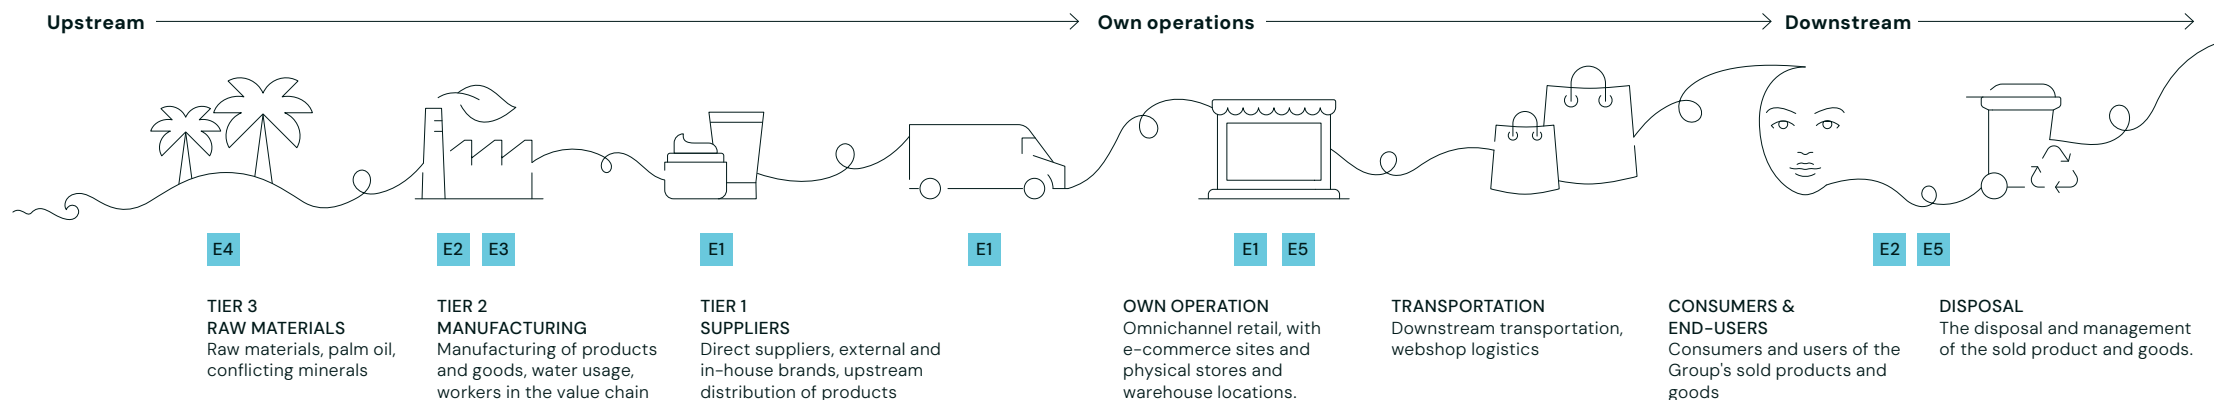 Upstream
Own operations
Downstream
E4
E2
E3
E1
E1
E1
E5
E2
E5
TIER 3
RAW MATERIALS
Raw materials, palm oil,
conflicting minerals
TIER 2
MANUFACTURING
Manufacturing of products
and goods, water usage,
workers in the value chain
TIER 1
SUPPLIERS
Direct suppliers, external and
in-house brands, upstream
distribution of products
OWN OPERATION
Omnichannel retail, with
e-commerce sites and
physical stores and
warehouse locations.
TRANSPORTATION
Downstream transportation,
webshop logistics
CONSUMERS &
END-USERS
Consumers and users of the
Group's sold products and
goods
DISPOSAL
The disposal and management
of the sold product and goods.